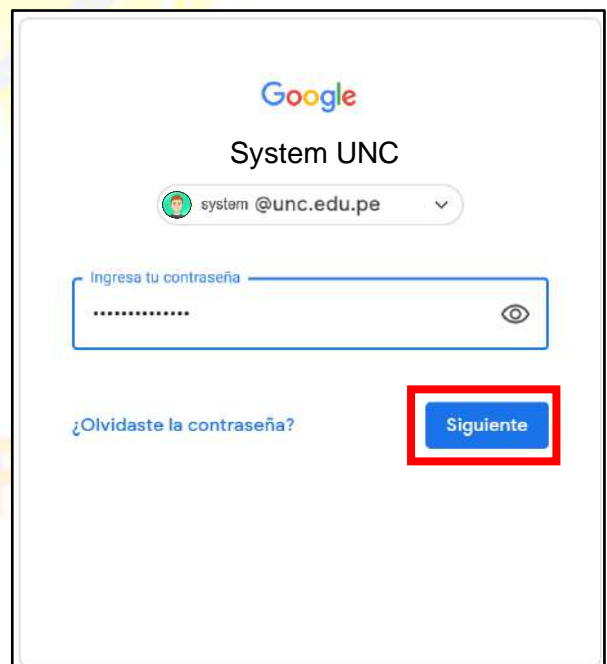 Google
System UNC
system @unc.edu.pe
Ingresa tu contraseña
••••••••••••••
¿Olvidaste la contraseña?
Siguiente